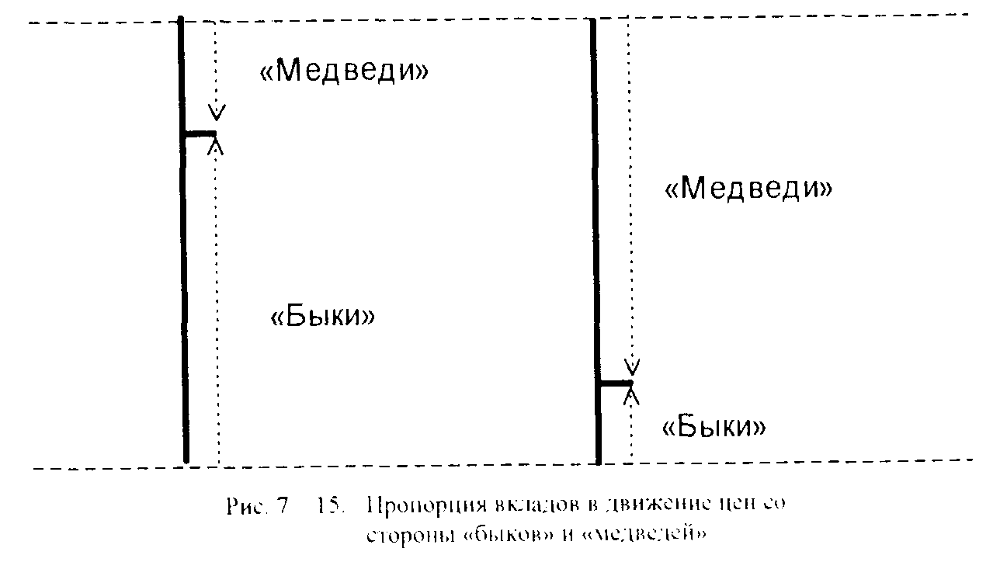 «Медведи»
«Медведи»
«Быки»
«Быки»
Рис. 7 15. Пропорция вкладов в движение цен со
стороны «быков» и «медведей»